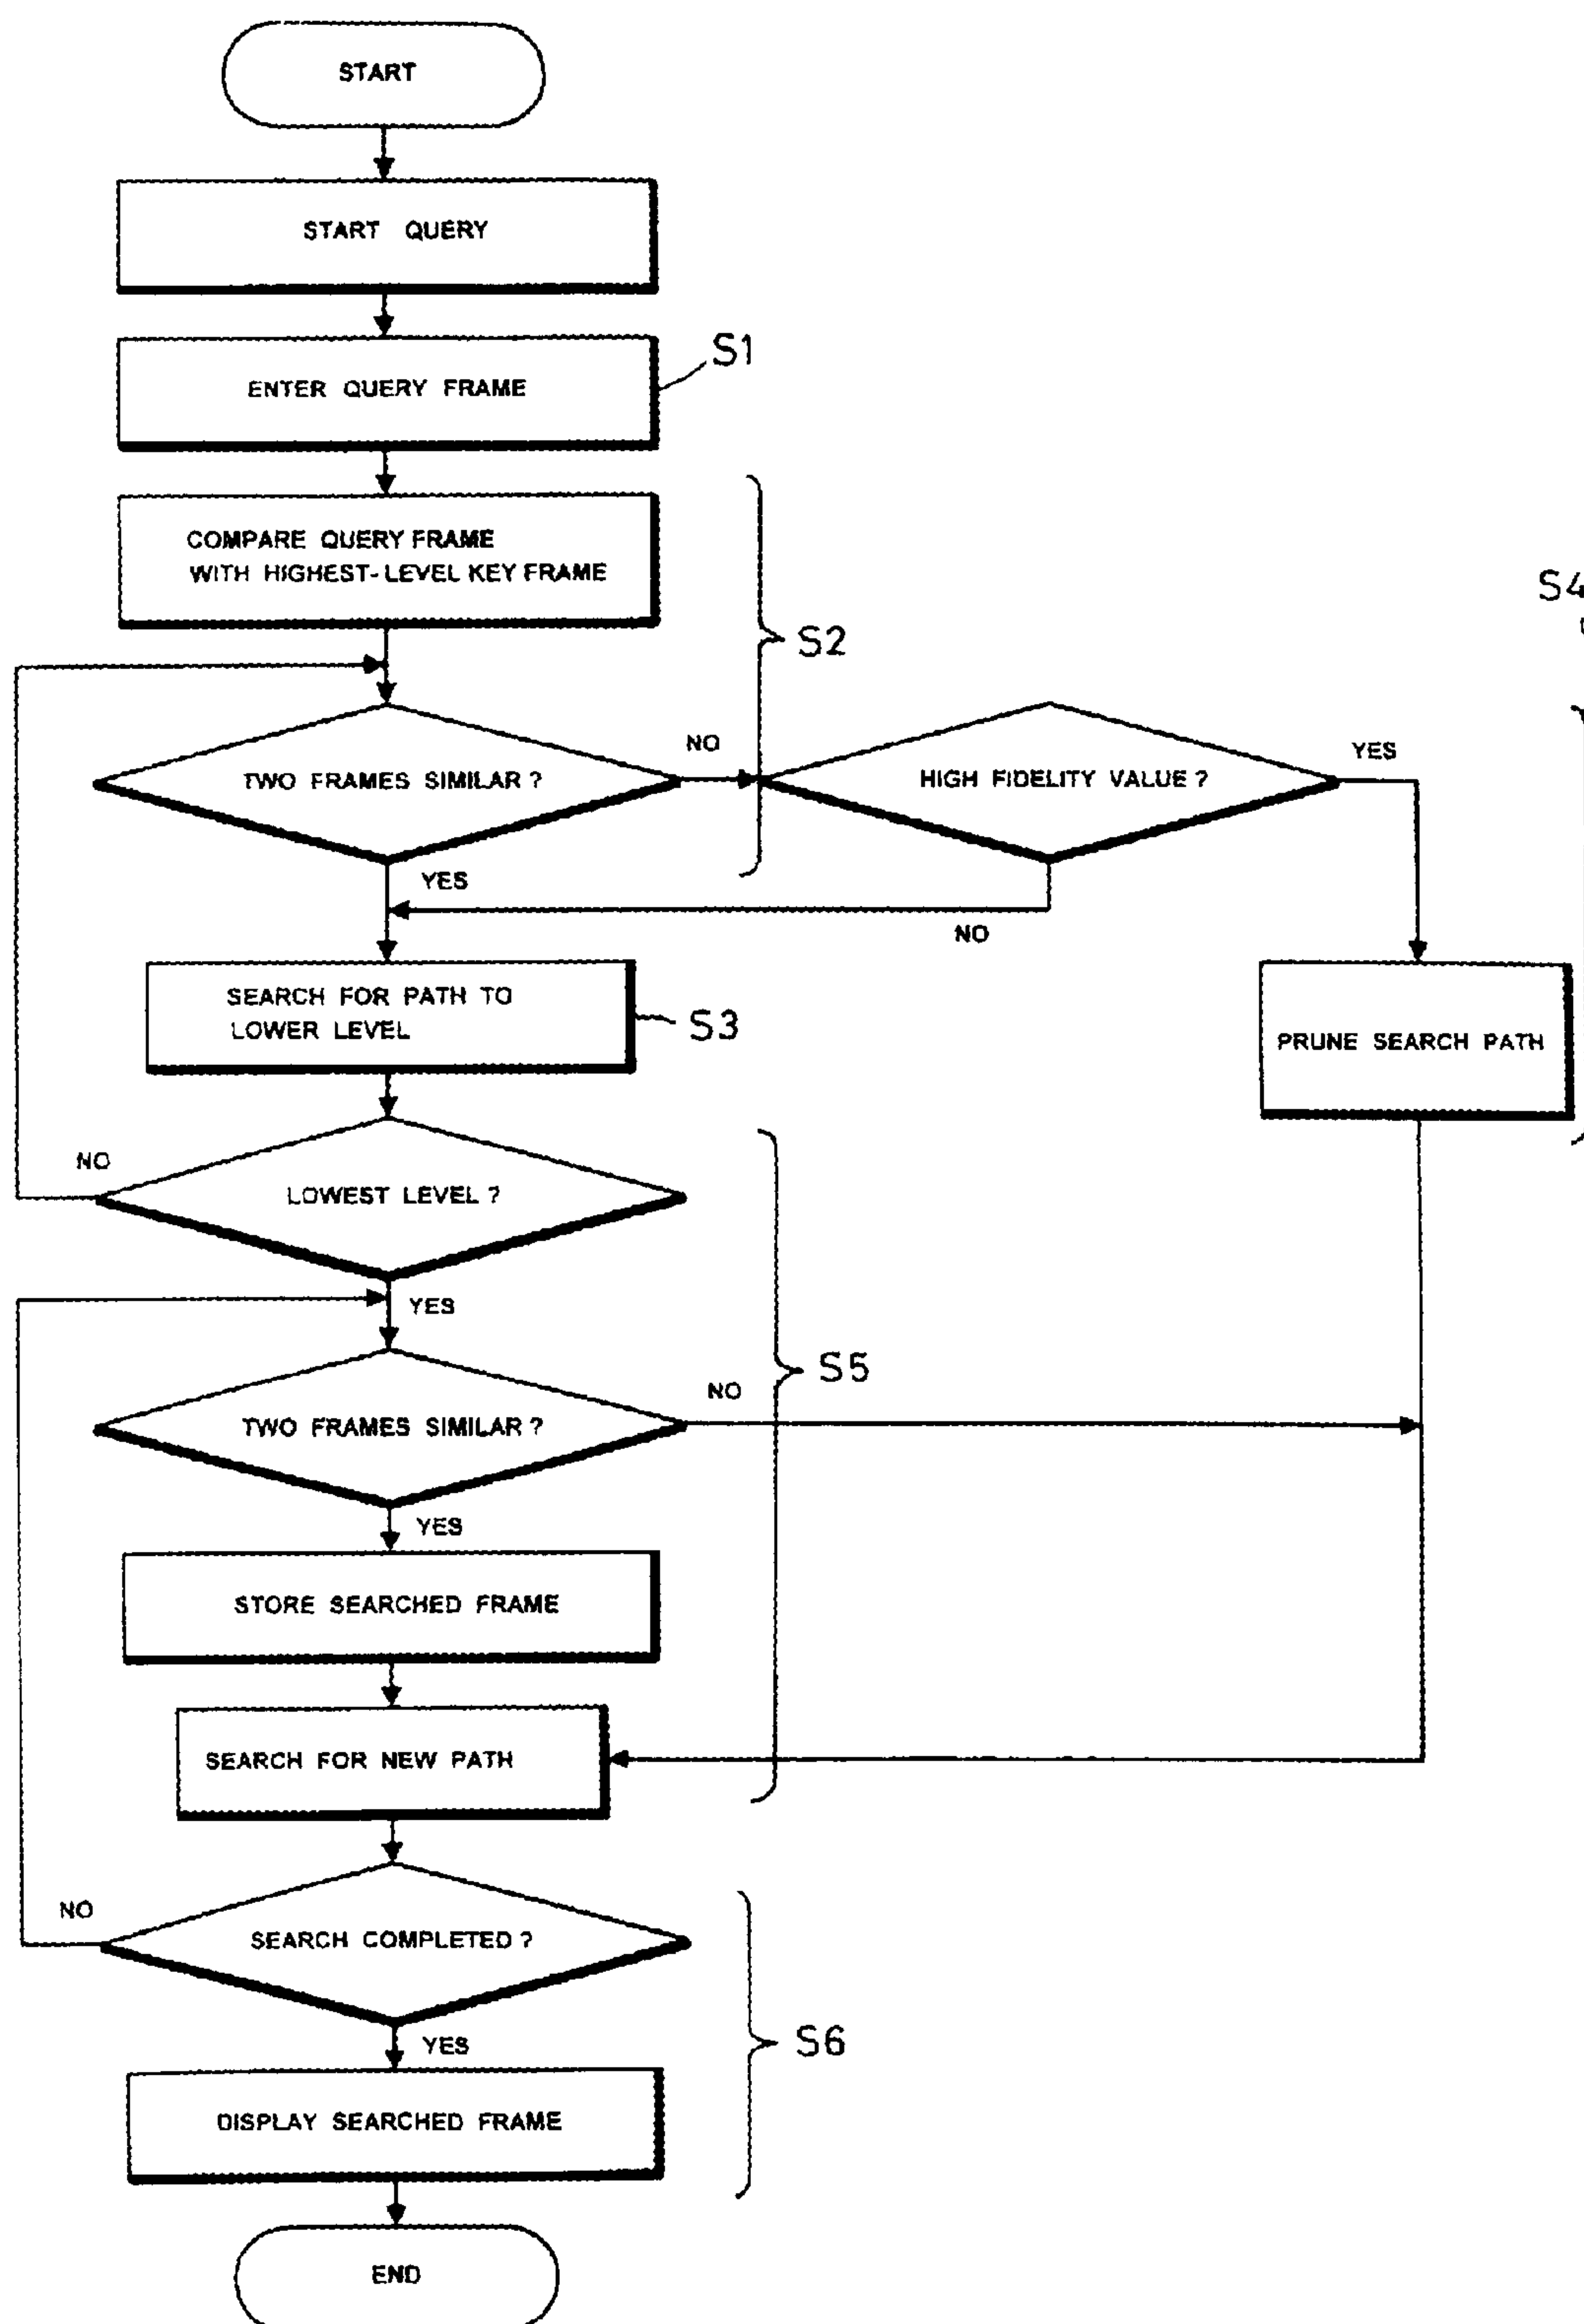 START
START QUERY
ENTER QUERY FRAME
S1
COMPARE QUERY FRAME
WITH HIGHEST-LEVEL KEY FRAME
S2
S4
TWO FRAMES SIMILAR ?
NO
HIGH FIDELITY VALUE ?
YES
YES
NO
SEARCH FOR PATH TO
LOWER LEVEL
S3
PRUNE SEARCH PATH
NO
LOWEST LEVEL ?
YES
S5
TWO FRAMES SIMILAR ?
NO
YES
STORE SEARCHED FRAME
SEARCH FOR NEW PATH
NO
SEARCH COMPLETED ?
YES
S6
DISPLAY SEARCHED FRAME
END